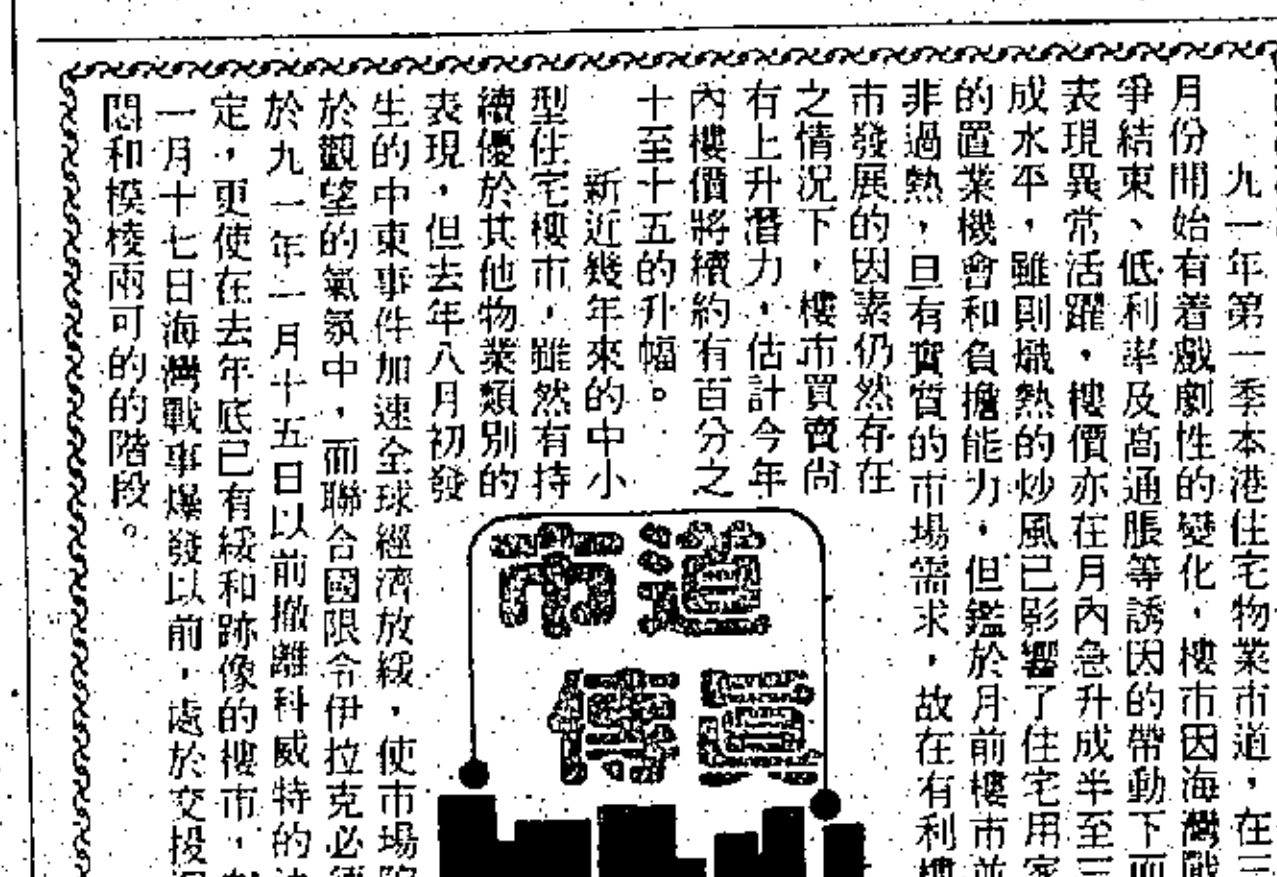 九一年第一季本港住宅物業市道，在三
月份開始有着戲劇性的變化，樓市因海灣戰
爭結束、低利率及高通脹等誘因的帶動下而
表現異常活躍，樓價亦在月內急升成半至三
成水平，雖則熾熱的炒風已影響了住宅用家
的置業機會和負擔能力，但鑑於月前樓市並
非過熱，且有實質的市場需求，故在有利樓
市發展的因素仍然存在
之情況下，樓市買賣尚
有上升潛力，估計今年
內樓價將續約有百分之
十至十五的升幅。
新近幾年來的中小
型住宅樓市，雖然有持
續優於其他物業類別的
表現，但去年八月初發
生的中東事件加速全球經濟放緩，使市場陷
於觀望的氣氛中，而聯合國限令伊拉克必須
於九一年一月十五日以前撤離科威特的決
定，更使在去年底已有緩和跡像的樓市，
一月十七日海灣戰事爆發以前，處於交投
悶和模棱兩可的的階段。
市道